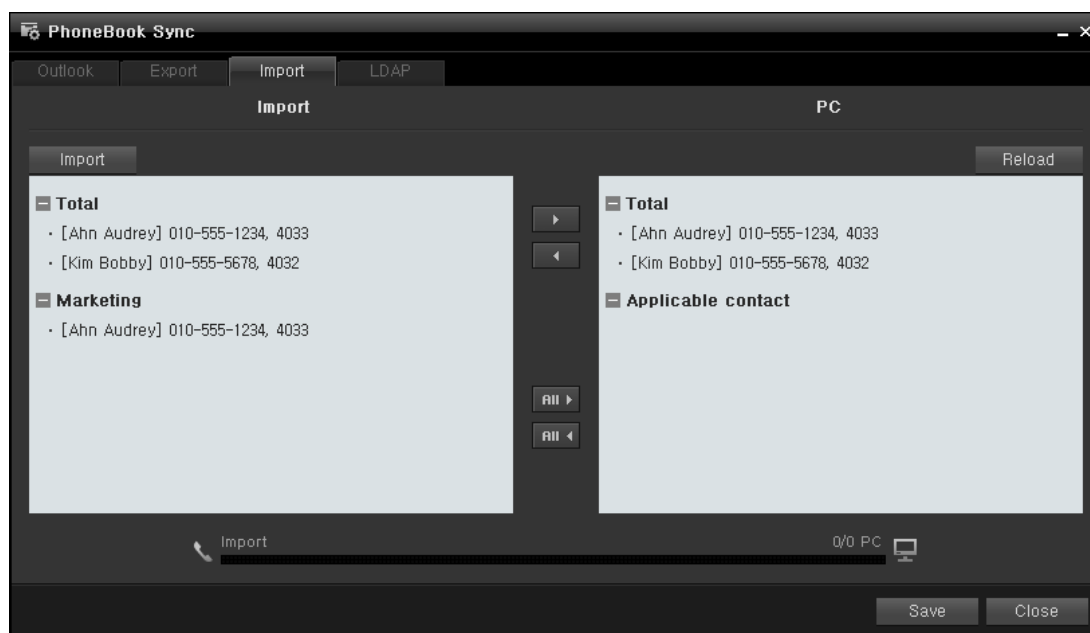 PhoneBook Sync
Outlook Export Import LDAP
Import PC
Import Reload
Total
· [Ahn Audrey] 010-555-1234, 4033
· [Kim Bobby] 010-555-5678, 4032
Marketing
· [Ahn Audrey] 010-555-1234, 4033
All
All
Total
· [Ahn Audrey] 010-555-1234, 4033
· [Kim Bobby] 010-555-5678, 4032
Applicable contact
Import 0/0 PC
Save Close